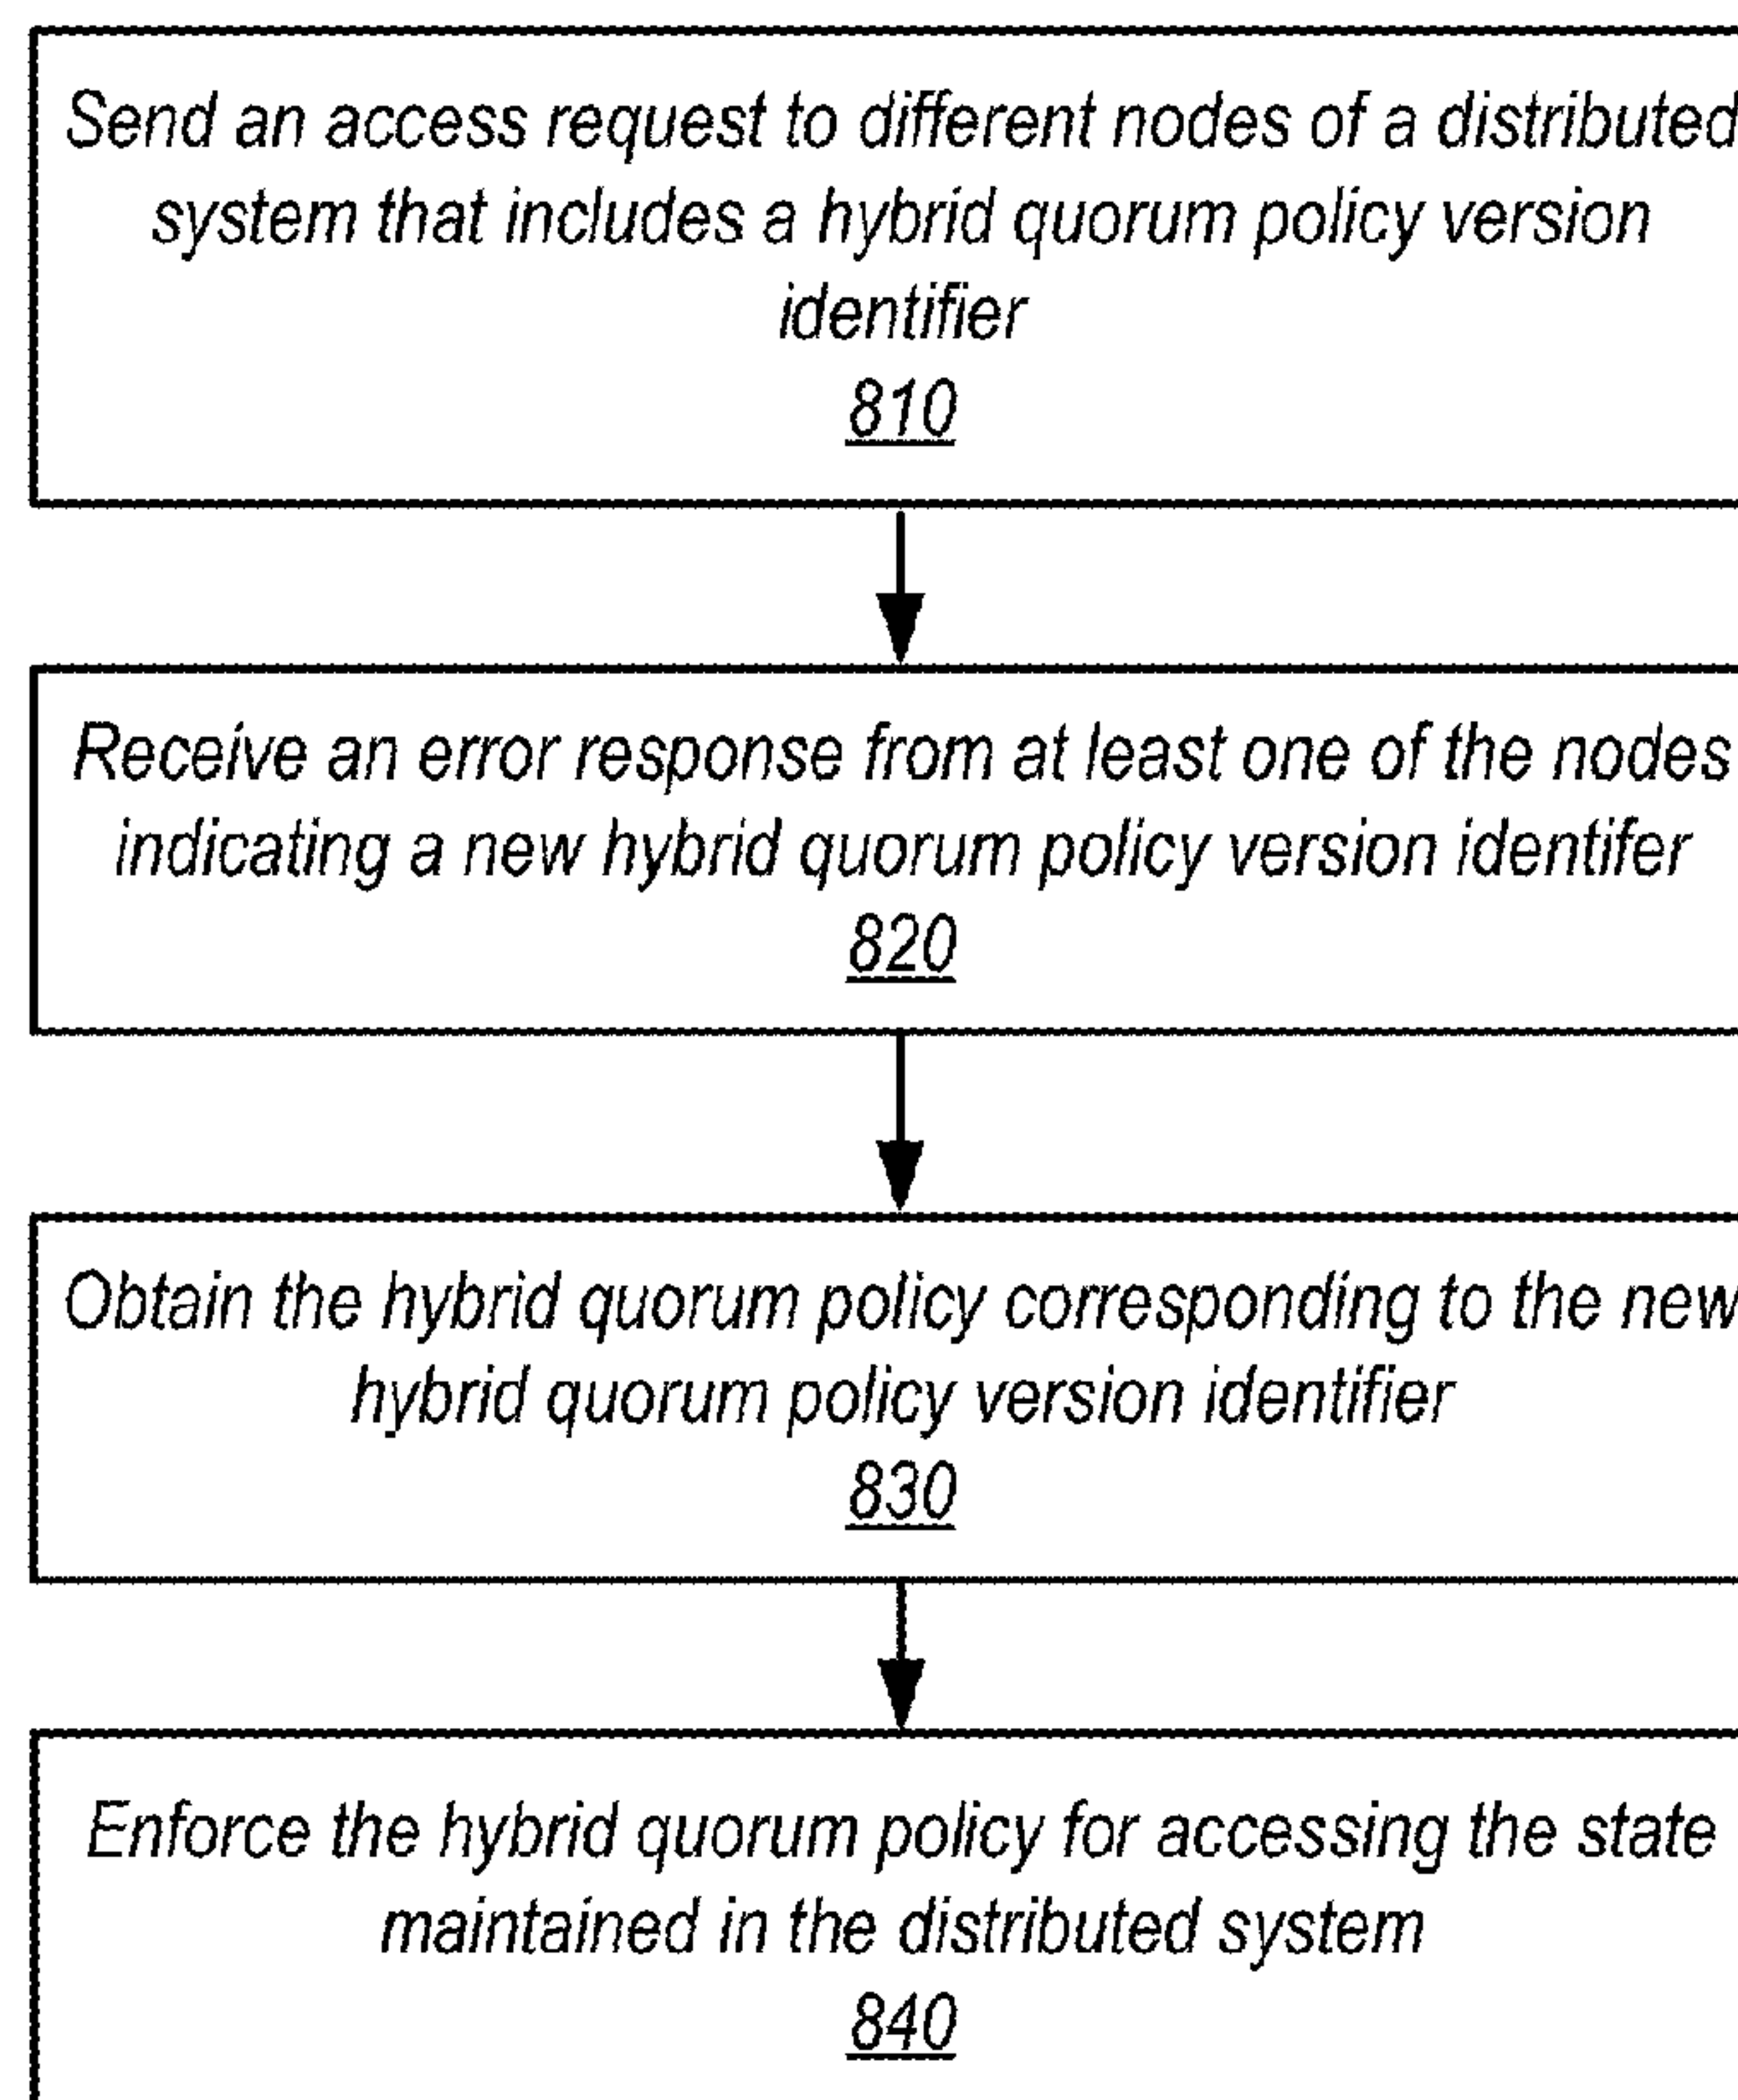 Send an access request to different nodes of a distributed
system that includes a hybrid quorum policy version
identifier
810
Receive an error response from at least one of the nodes
indicating a new hybrid quorum policy version identifer
820
Obtain the hybrid quorum policy corresponding to the new
hybrid quorum policy version identifier
830
Enforce the hybrid quorum policy for accessing the state
maintained in the distributed system
840